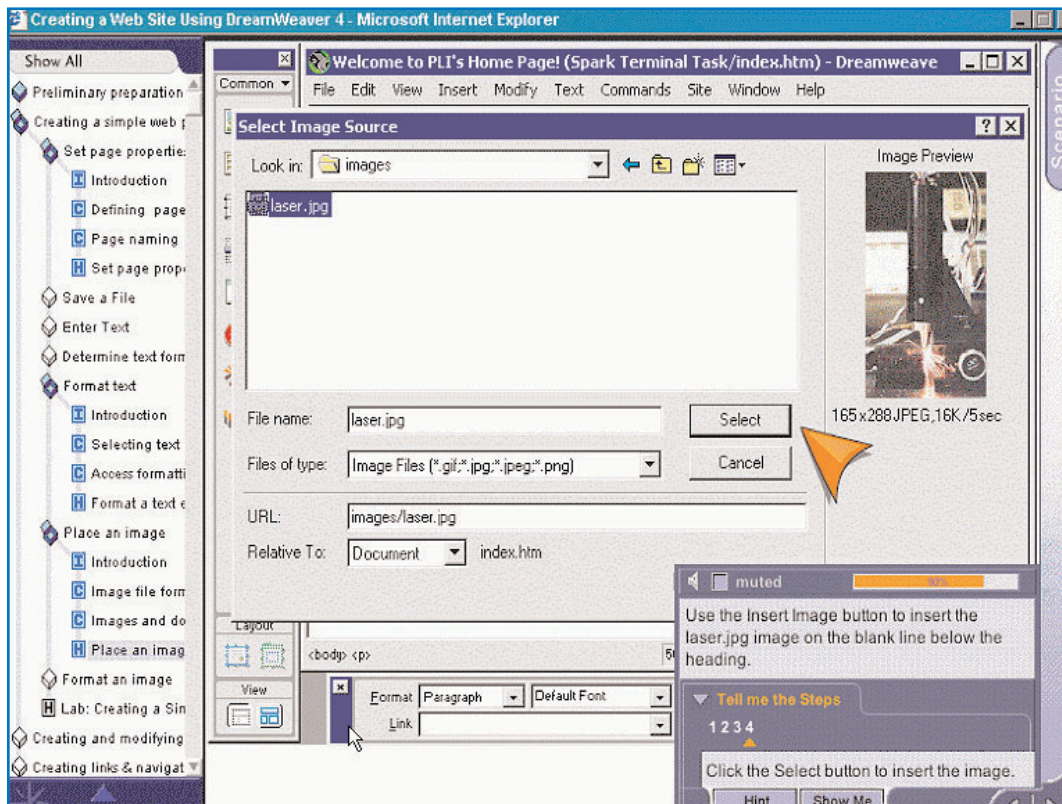 Creating a Web Site Using DreamWeaver 4 - Microsoft Internet Explorer
Show All
Preliminary preparation
Creating a simple web p
Set page propertie:
I Introduction
C Defining page
C Page naming
H Set page prop
Save a File
Enter Text
Determine text form
Format text
I Introduction
C Selecting text
C Access formatti
H Format a text e
Place an image
I Introduction
C Image file form
C Images and do
H Place an imag
Format an image
H Lab: Creating a Sin
Creating and modifying
Creating links & navigat
Common
Welcome to PLI's Home Page! (Spark Terminal Task/index.htm) - Dreamweave
File Edit View Insert Modify Text Commands Site Window Help
Select Image Source
Look in: images
laser.jpg
Image Preview
165x288JPEG,16K/5sec
File name: laser.jpg
Select
Files of type: Image Files (*.gif;*.jpg;*.jpeg;*.png)
Cancel
URL: images/laser.jpg
Relative To: Document index.htm
Layout
<body> <p>
View
Format Paragraph Default Font
Link
Scenario
muted
Use the Insert Image button to insert the
laser.jpg image on the blank line below the
heading.
Tell me the Steps
1 2 3 4
Click the Select button to insert the image.
Hint Show Me